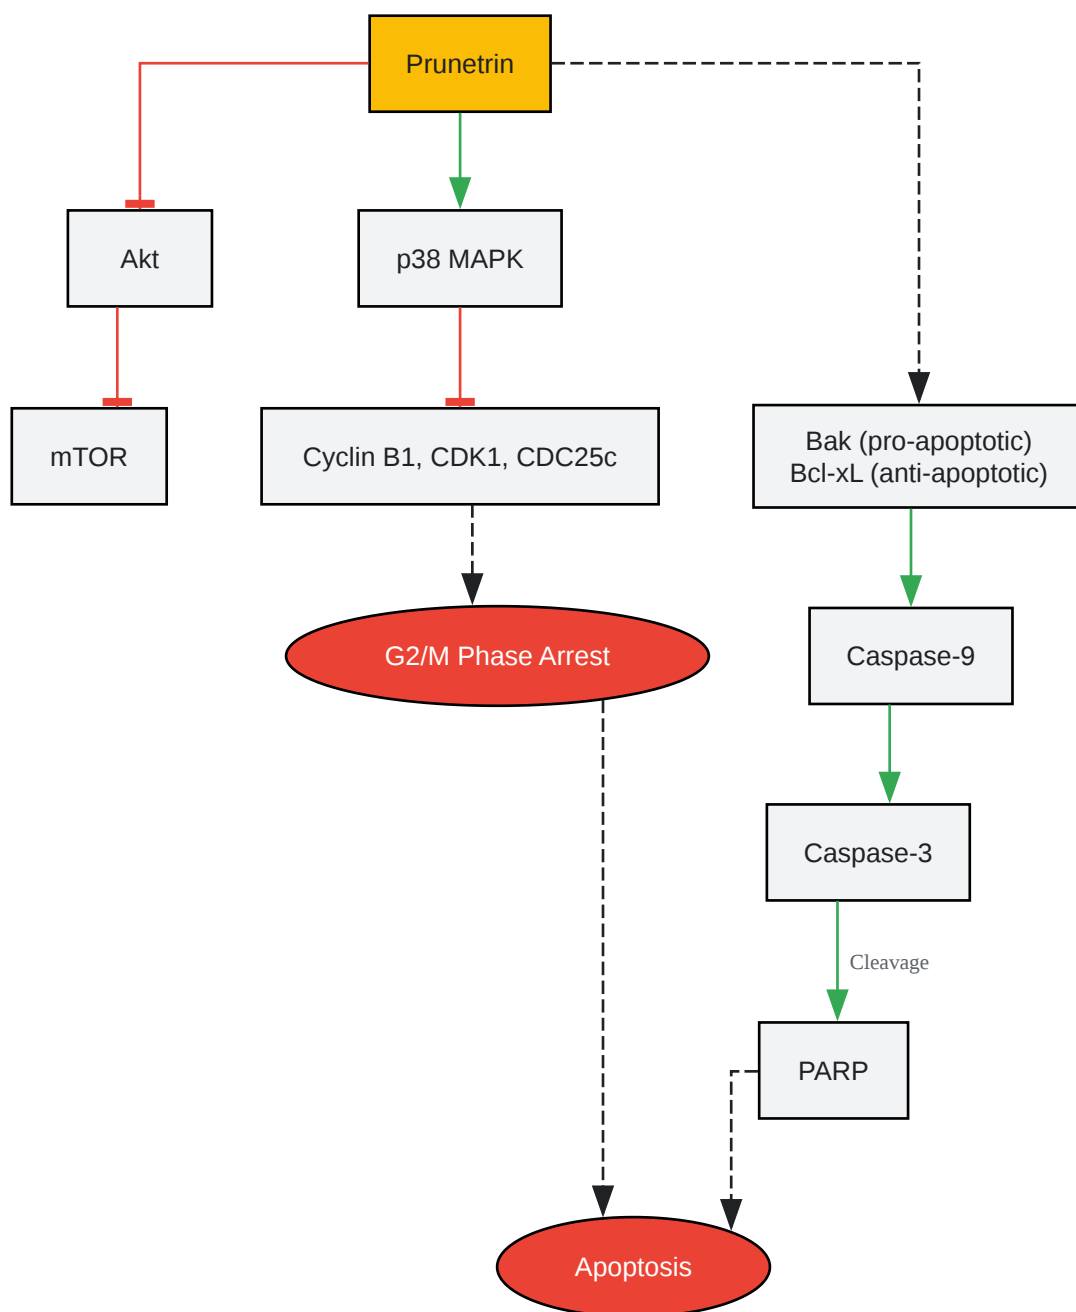 Prunetrin
Akt
p38 MAPK
mTOR
Cyclin B1, CDK1, CDC25c
Bak (pro-apoptotic)
Bcl-xL (anti-apoptotic)
G2/M Phase Arrest
Caspase-9
Caspase-3
Cleavage
PARP
Apoptosis